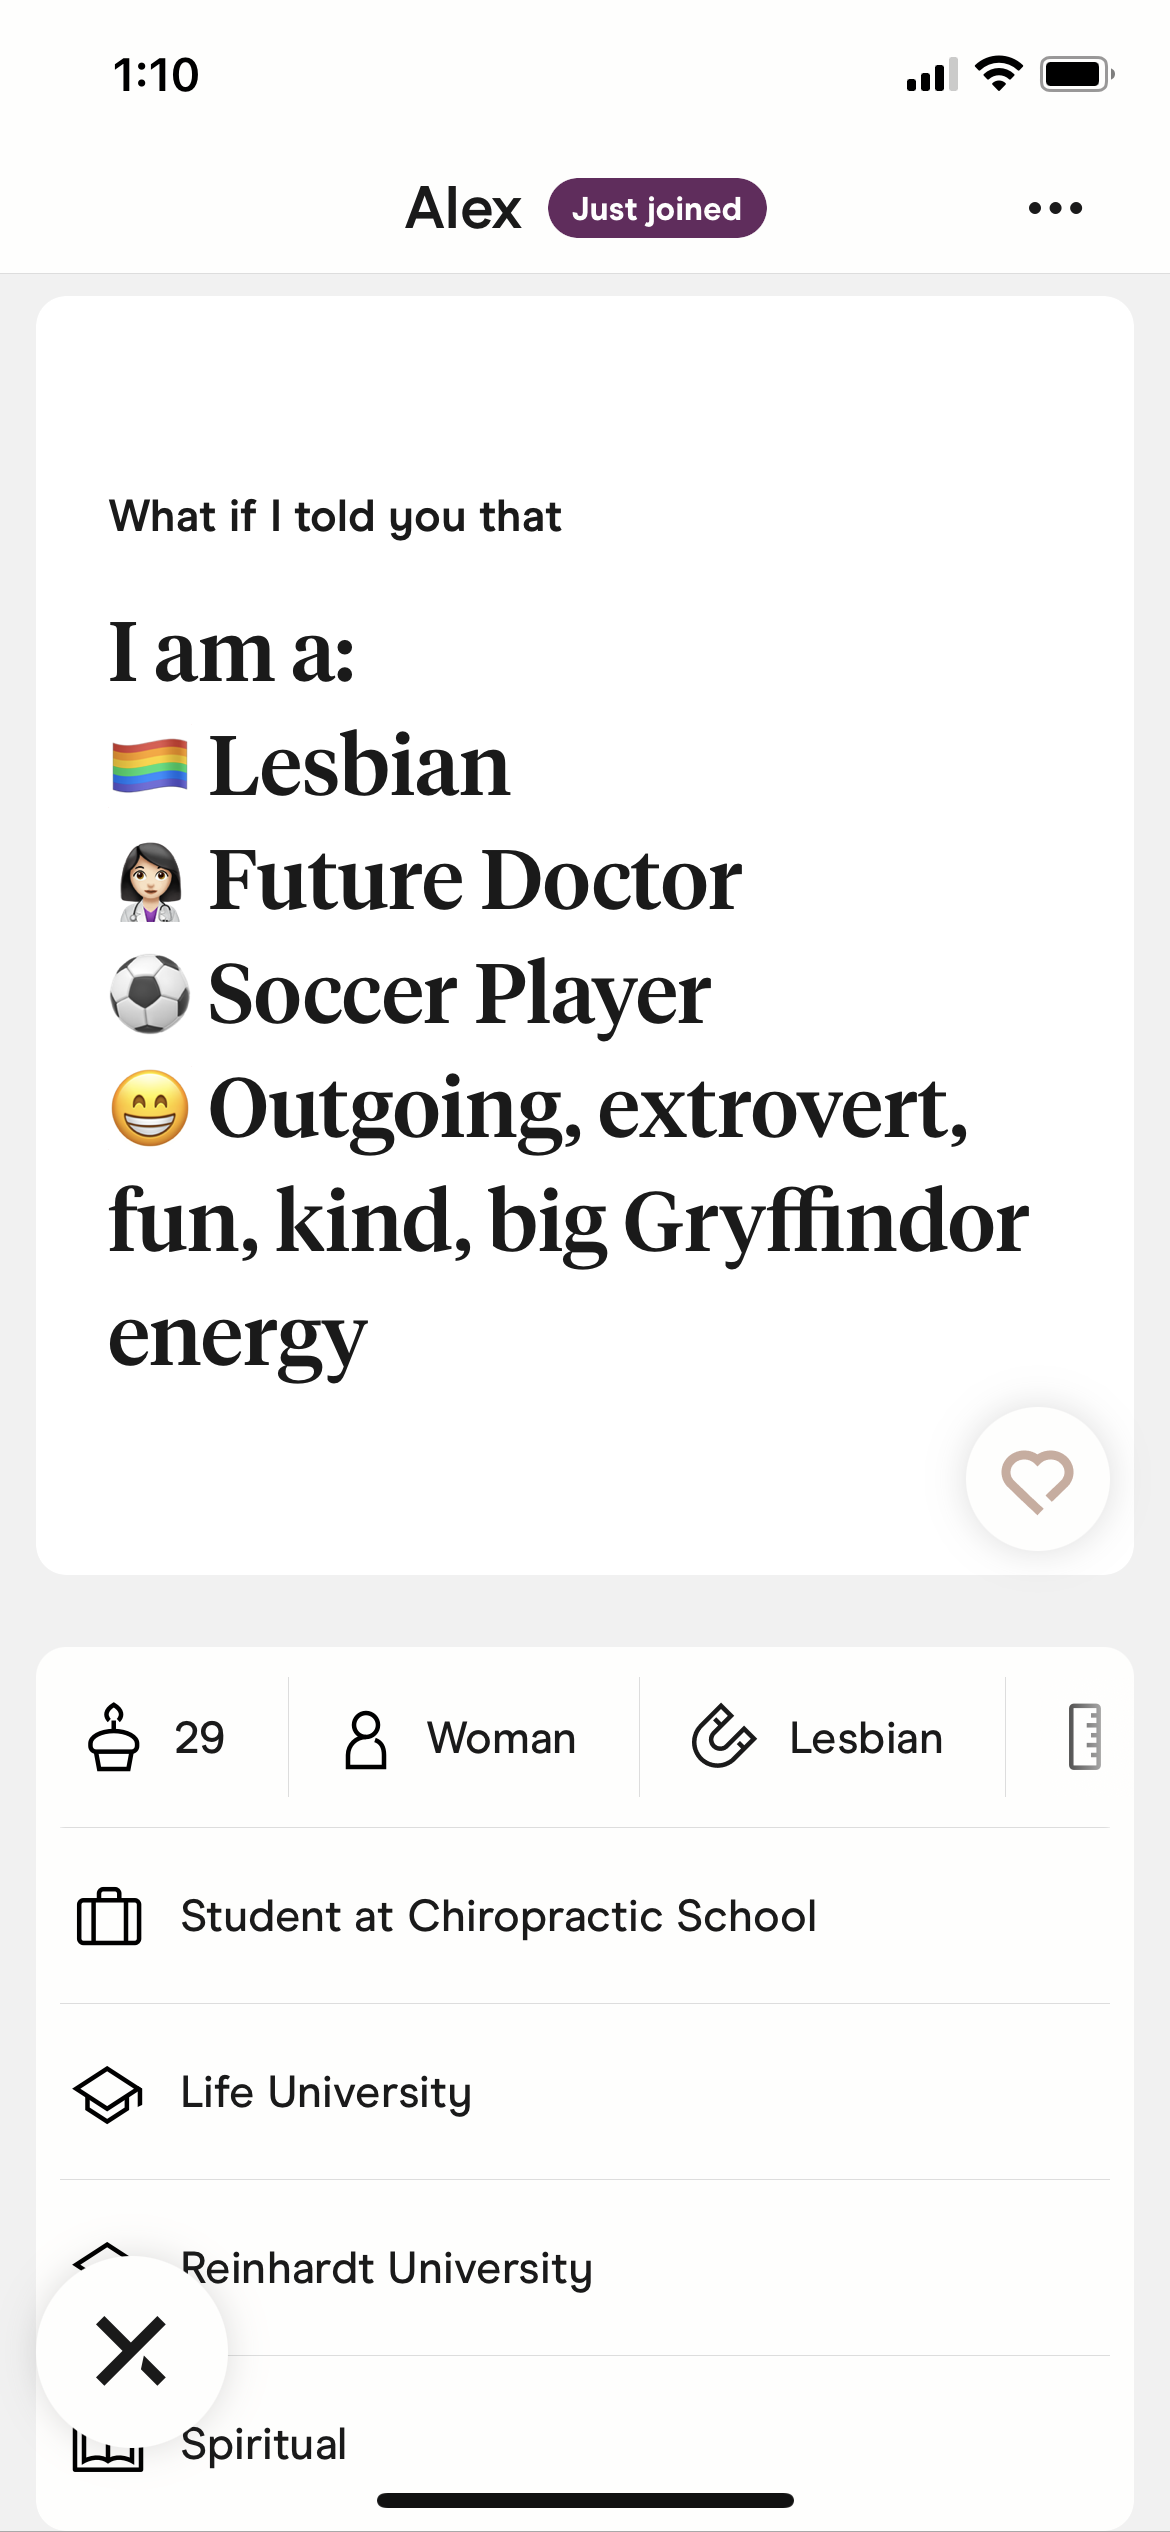 1:10
Alex Just joined
What if I told you that
I am a:
🏳️‍🌈 Lesbian
👩🏻‍⚕️ Future Doctor
⚽ Soccer Player
😁 Outgoing, extrovert,
fun, kind, big Gryffindor
energy
29 Woman Lesbian
Student at Chiropractic School
Life University
Reinhardt University
Spiritual